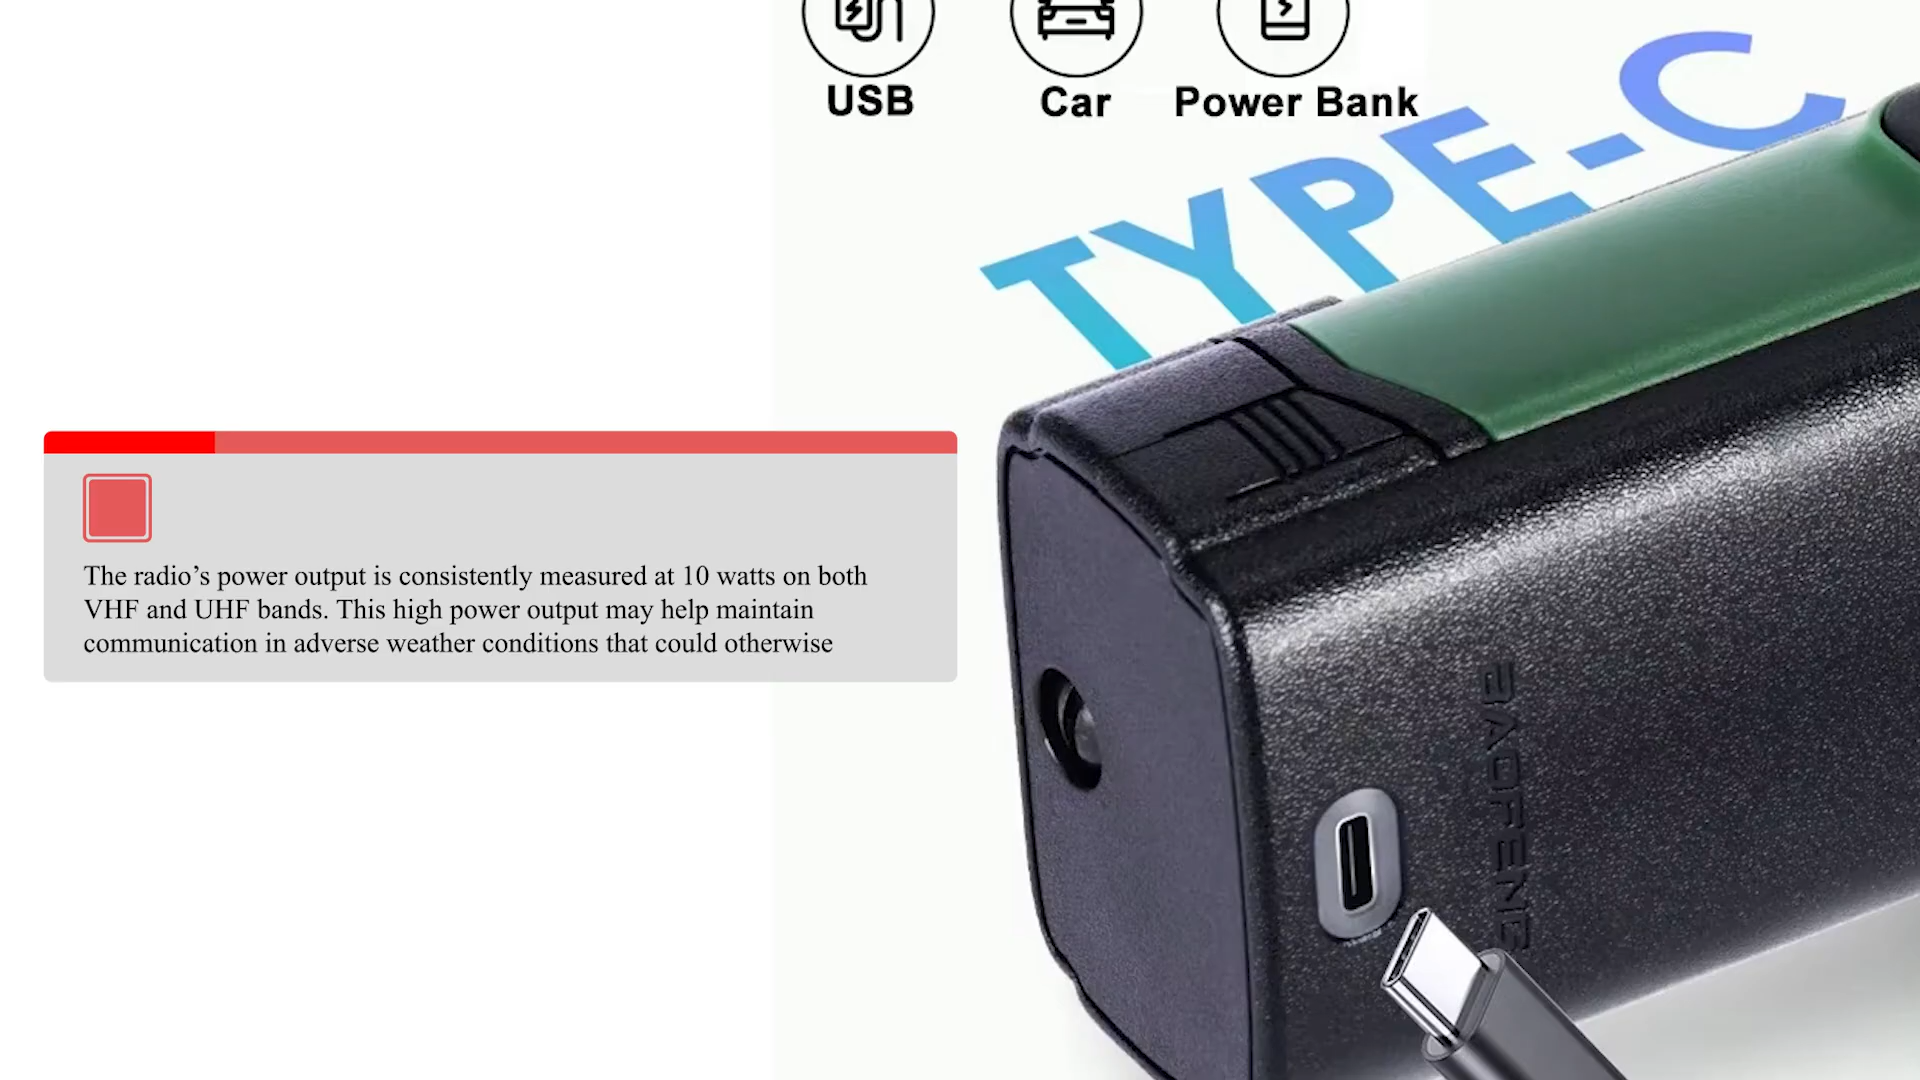 USB
Car
Power Bank
TYPE-C
The radio’s power output is consistently measured at 10 watts on both
VHF and UHF bands. This high power output may help maintain
communication in adverse weather conditions that could otherwise
BAOFENG